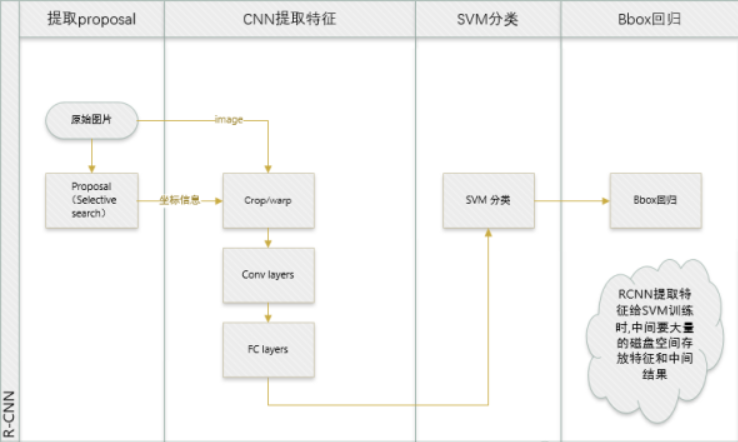 提取proposal
CNN提取特征
SVM分类
Bbox回归
原始图片
image
Proposal
（Selective
search）
坐标信息
Crop/warp
SVM 分类
Bbox回归
Conv layers
FC layers
RCNN提取特
征给SVM训练
时,中间要大量
的磁盘空间存
放特征和中间
结果
R-CNN